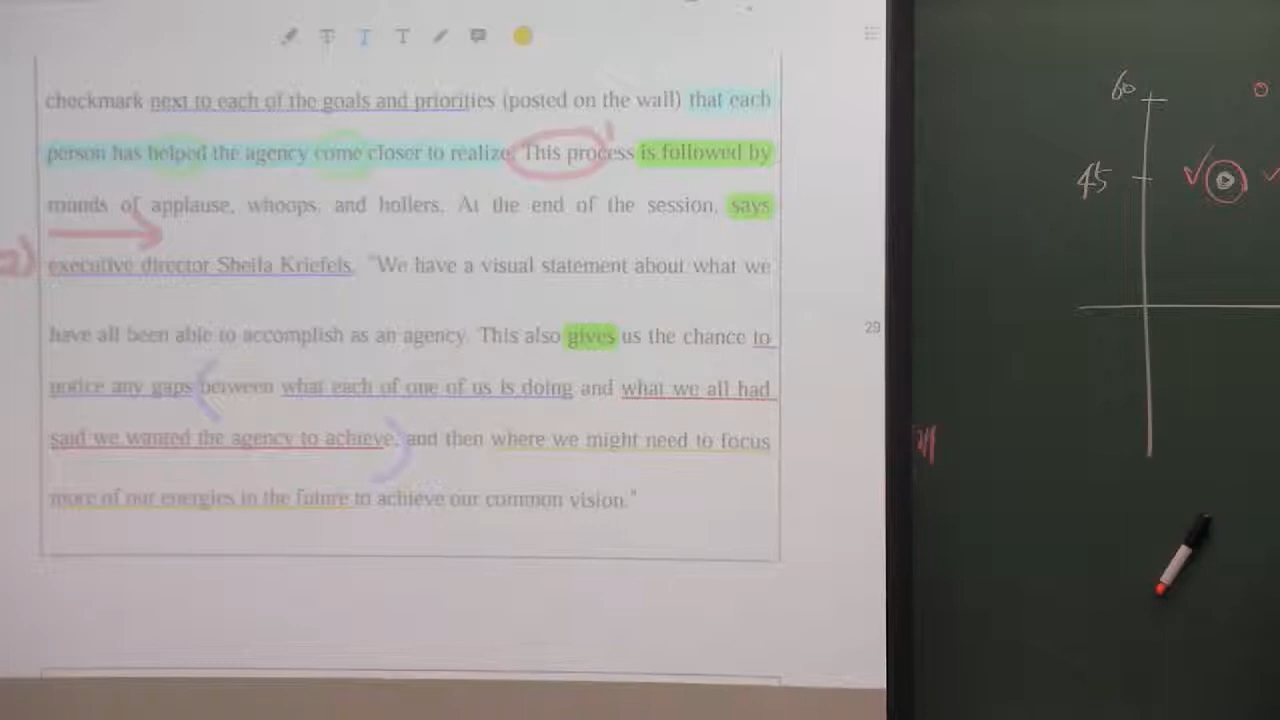 checkmark next to each of the goals and priorities (posted on the wall) that each
person has helped the agency come closer to realize. This process is followed by
rounds of applause, whoops, and hollers. At the end of the session, says
executive director Sheila Kriefels, "We have a visual statement about what we
have all been able to accomplish as an agency. This also gives us the chance to
notice any gaps between what each of one of us is doing and what we all had
said we wanted the agency to achieve, and then where we might need to focus
more of our energies in the future to achieve our common vision."
29
60
45